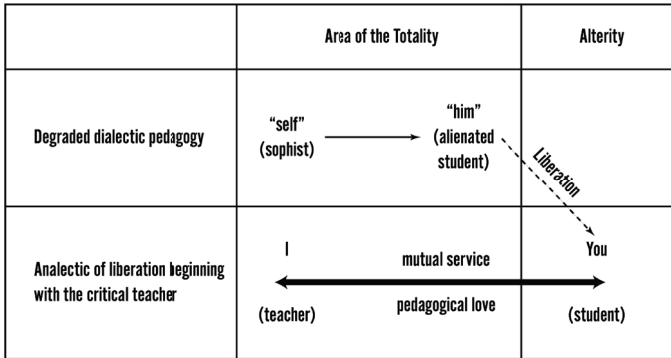 Area of the Totality
Alterity
Degraded dialectic pedagogy
“self”
(sophist)
“him”
(alienated
student)
Liberation
Analectic of liberation beginning
with the critical teacher
I
mutual service
You
(teacher)
pedagogical love
(student)